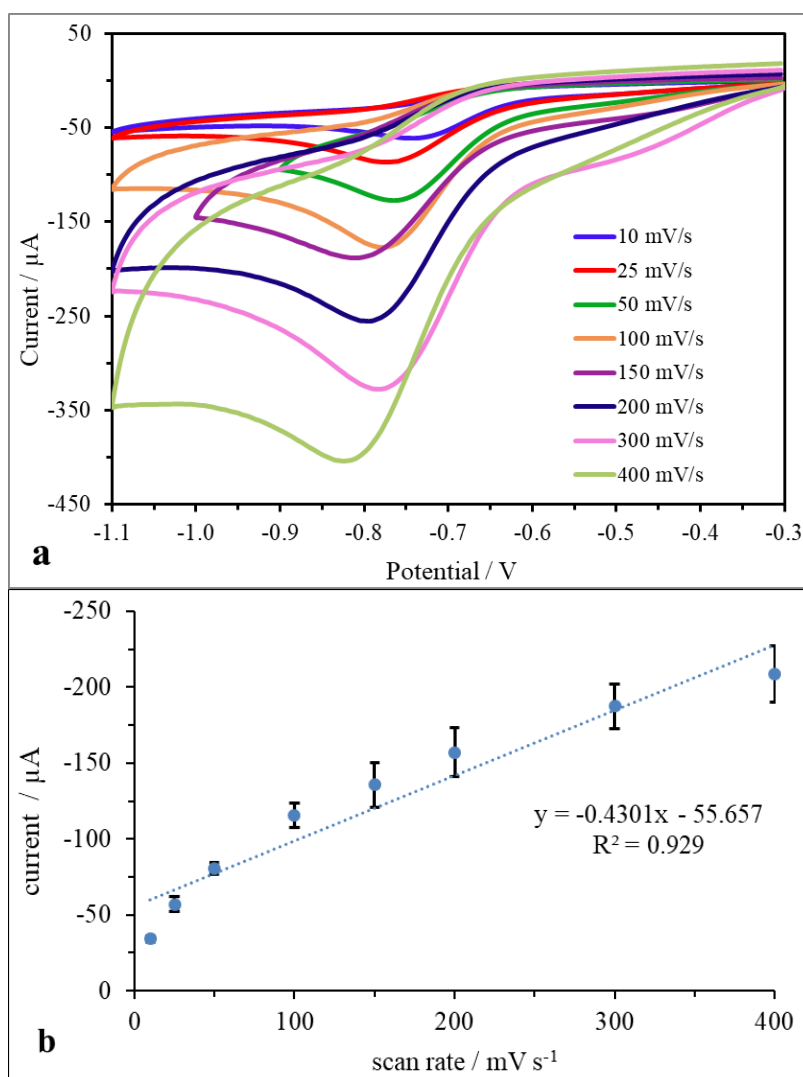 50
-50
-150
-250
-350
-450
Current / µA
10 mV/s
25 mV/s
50 mV/s
100 mV/s
150 mV/s
200 mV/s
300 mV/s
400 mV/s
-1.1 -1.0 -0.9 -0.8 -0.7 -0.6 -0.5 -0.4 -0.3
a
Potential / V
-250
-200
-150
-100
-50
0
current / µA
y = -0.4301x - 55.657
R² = 0.929
0 100 200 300 400
b
scan rate / mV s⁻¹